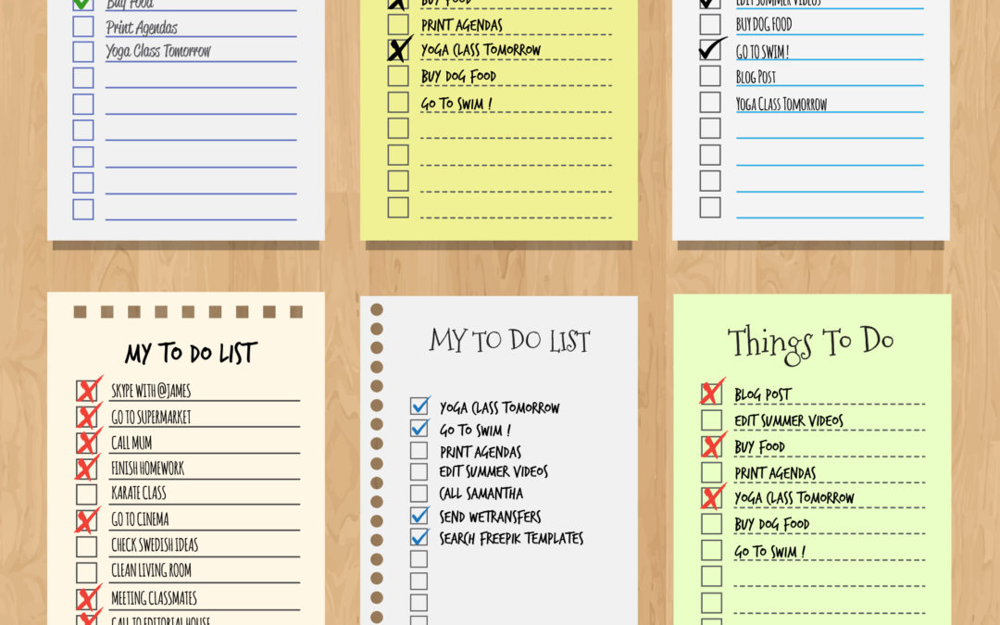 Buy Food
Print Agendas
Yoga Class Tomorrow
BUY FOOD
PRINT AGENDAS
YOGA CLASS TOMORROW
BUY DOG FOOD
GO TO SWIM !
EDIT SUMMER VIDEOS
BUY DOG FOOD
GO TO SWIM !
BLOG POST
YOGA CLASS TOMORROW
MY TO DO LIST
SKYPE WITH @JAMES
GO TO SUPERMARKET
CALL MUM
FINISH HOMEWORK
KARATE CLASS
GO TO CINEMA
CHECK SWEDISH IDEAS
CLEAN LIVING ROOM
MEETING CLASSMATES
CALL TO EDITORIAL HOUSE
MY TO DO LIST
YOGA CLASS TOMORROW
GO TO SWIM !
PRINT AGENDAS
EDIT SUMMER VIDEOS
CALL SAMANTHA
SEND WETRANSFERS
SEARCH FREEPIK TEMPLATES
Things To Do
BLOG POST
EDIT SUMMER VIDEOS
BUY FOOD
PRINT AGENDAS
YOGA CLASS TOMORROW
BUY DOG FOOD
GO TO SWIM !